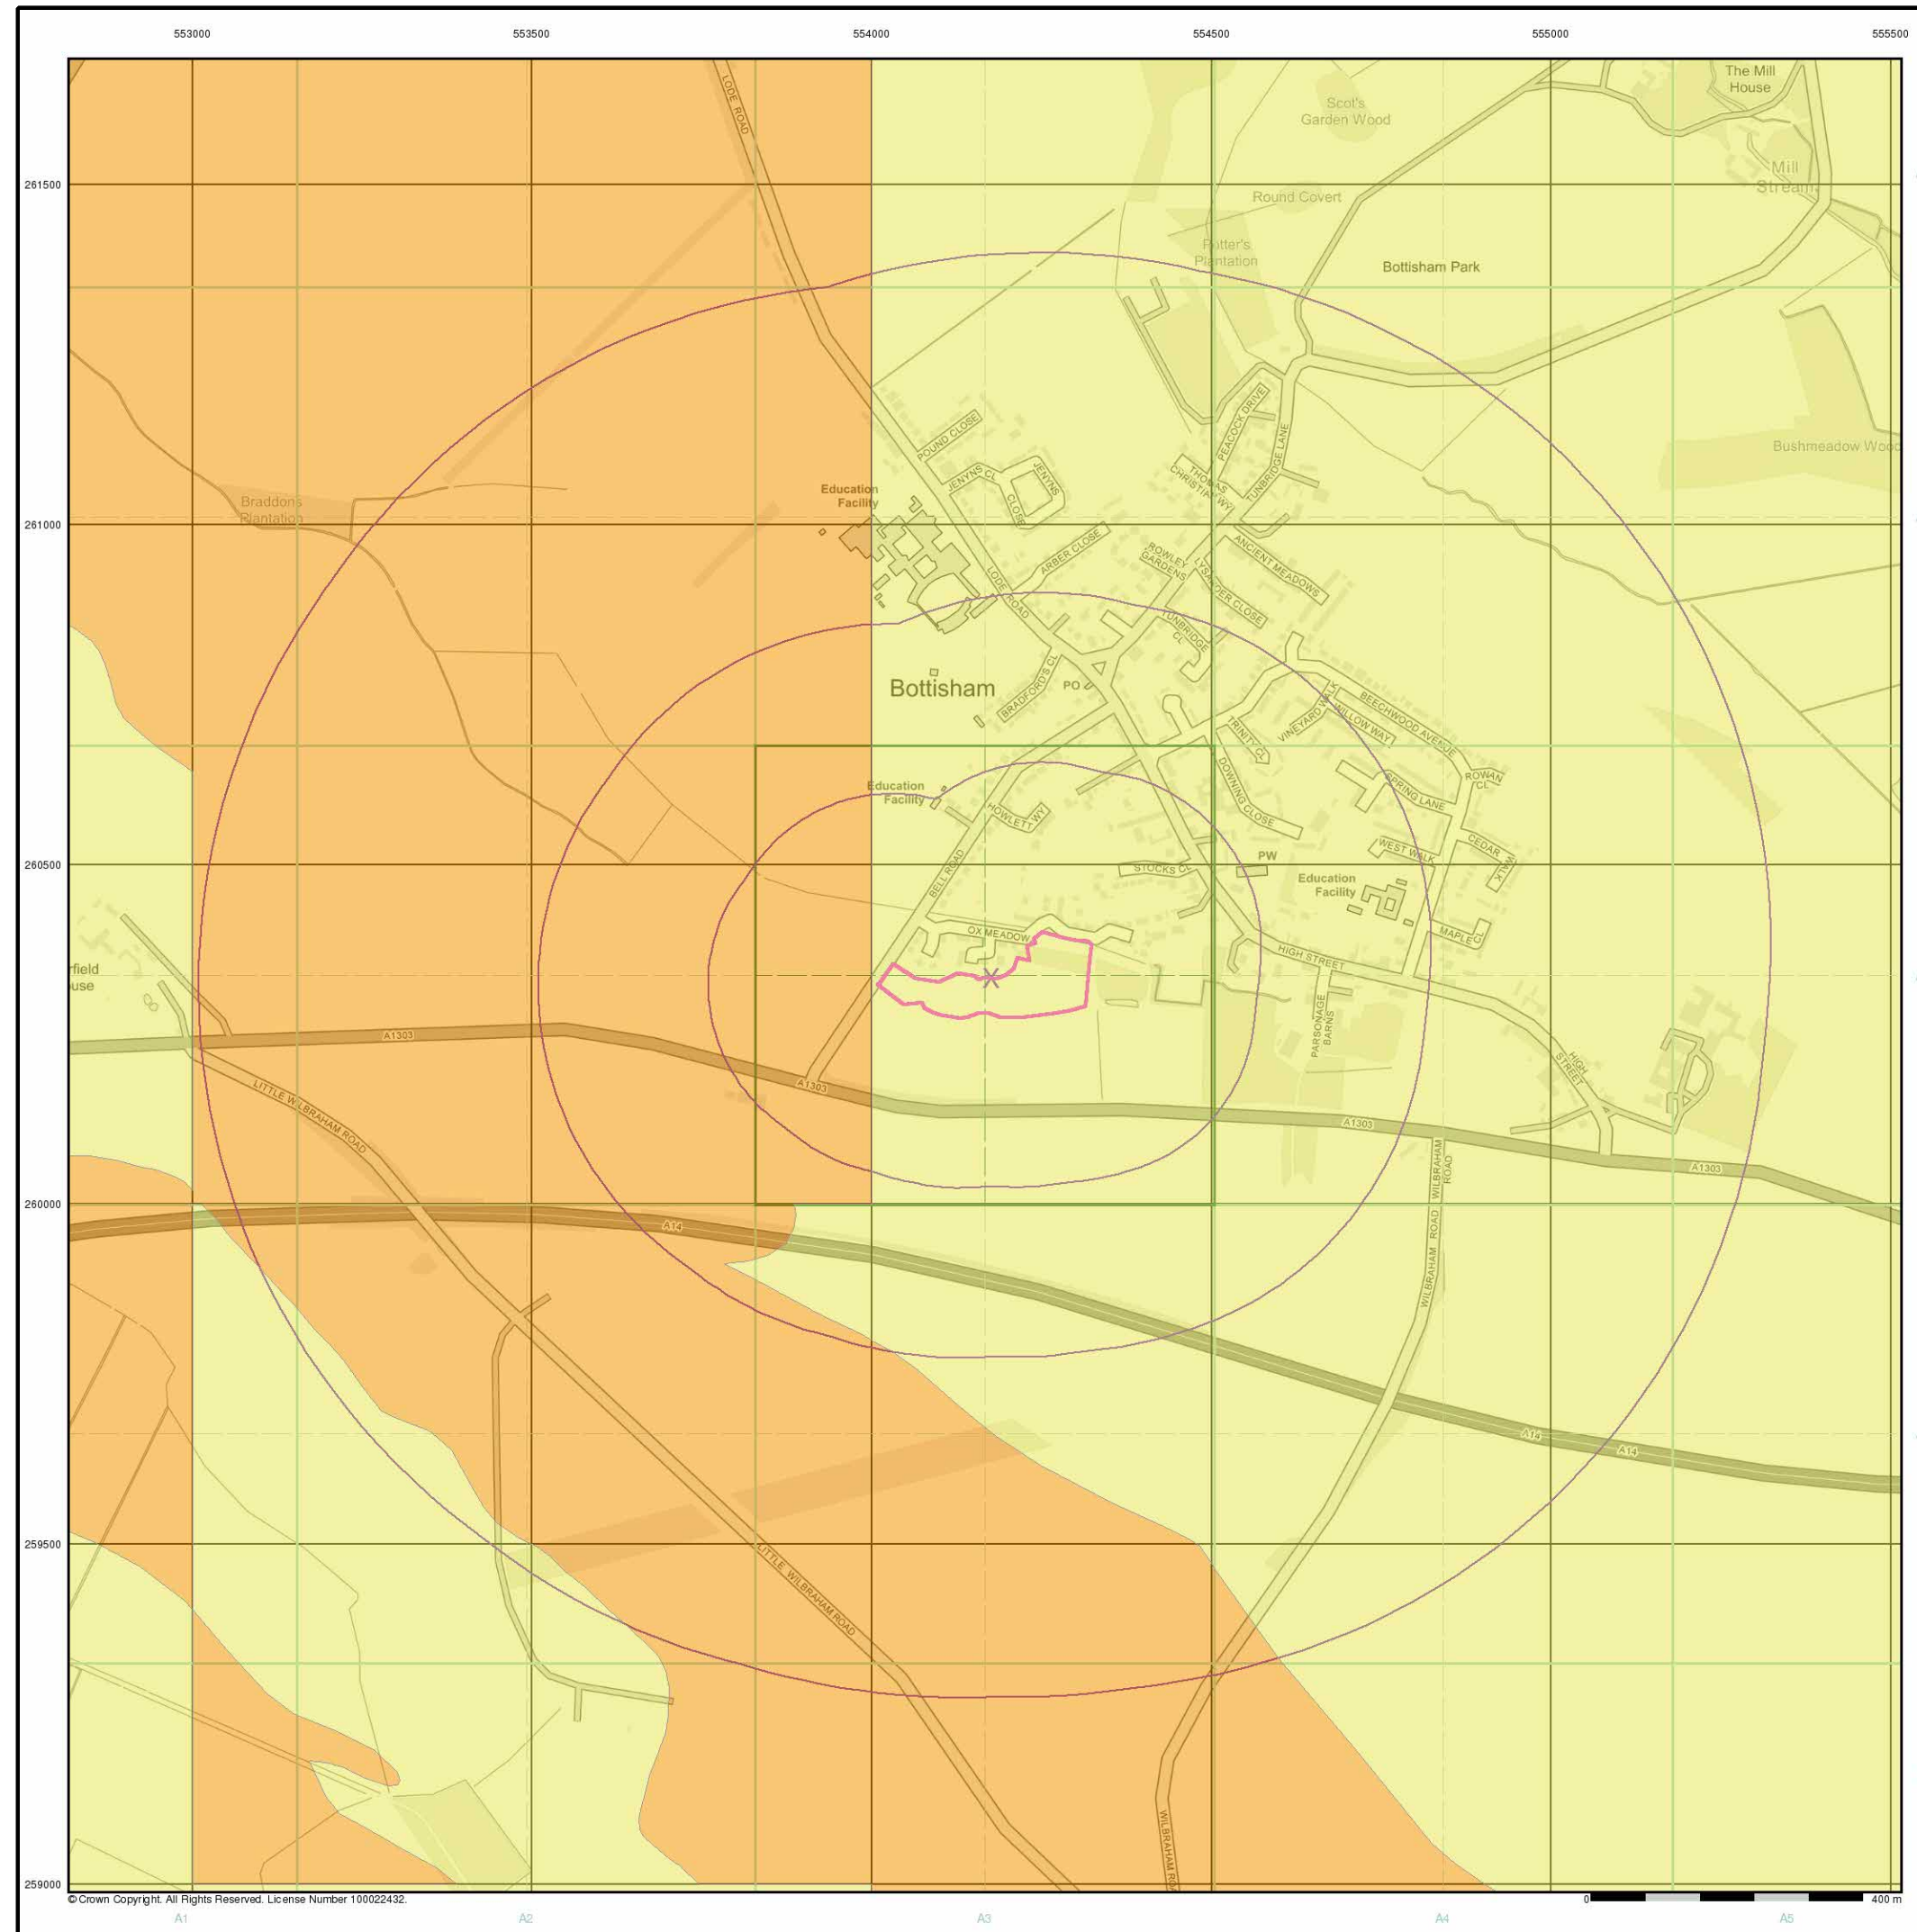 553000 553500 554000 554500 555000 555500
The Mill
House
LODE ROAD
Scot's
Garden Wood
Mill
Stream
261500
Round Covert
Potter's
Plantation
Bottisham Park
PEACOCK DRIVE
POUND CLOSE
TUNBRIDGE LANE
Bushmeadow Wood
JENYNS CL
JENYNS
CLOSE
THOMAS
CHRISTIAN WY
Education
Facility
Braddons
Plantation
261000
ARBER CLOSE
ROWLEY
GARDENS
ANCIENT MEADOWS
LYSANDER CLOSE
LODE ROAD
TUNBRIDGE
CL
Bottisham
BRADFORD'S CL
PO
VINEYARD WALK
WILLOW WAY
BEECHWOOD AVENUE
TRINITY CL
DOWNING CLOSE
ROWAN
CL
SPRING LANE
Education
Facility
HOWLETT WY
BELL ROAD
CEDAR
WALK
WEST WALK
260500
STOCKS CL
PW
Education
Facility
OX MEADOW
MAPLE CL
HIGH STREET
rfield
use
PARSONAGE
BARNS
A1303
HIGH
STREET
A1303
LITTLE WILBRAHAM ROAD
A1303
WILBRAHAM
ROAD
A1303
260000
A14
WILBRAHAM ROAD
A14
A14
259500
LITTLE WILBRAHAM ROAD
WILBRAHAM ROA
259000
© Crown Copyright. All Rights Reserved. License Number 100022432.
0 400 m
A1 A2 A3 A4 A5